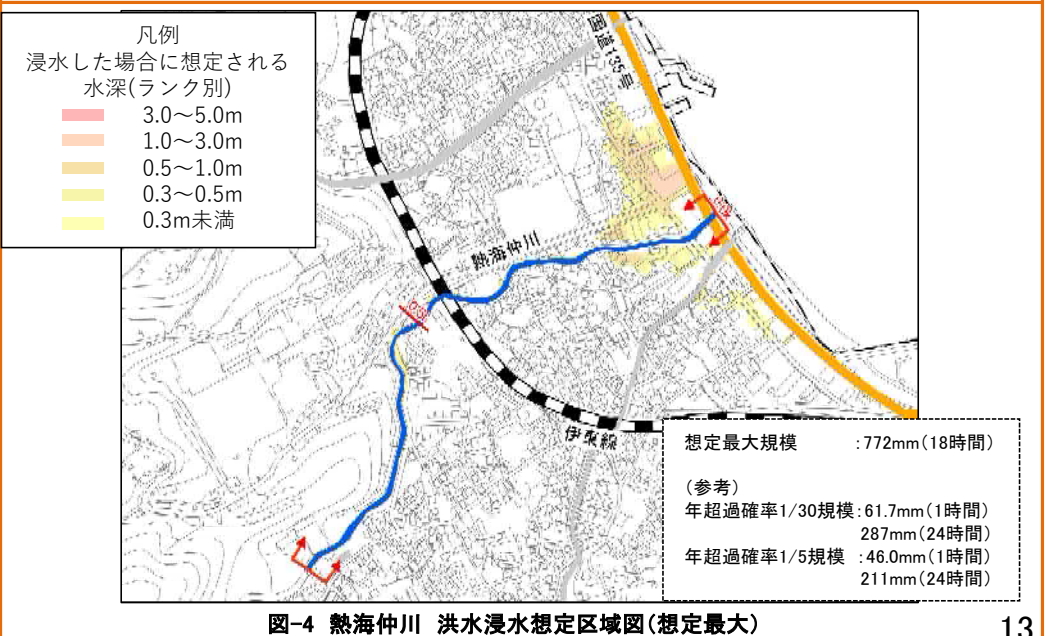 凡例
浸水した場合に想定される
水深(ランク別)
3.0～5.0m
1.0～3.0m
0.5～1.0m
0.3～0.5m
0.3m未満
国道135号
熱海仲川
伊東線
想定最大規模　　：772mm(18時間)
(参考)
年超過確率1/30規模：61.7mm(1時間)
287mm(24時間)
年超過確率1/5規模　：46.0mm(1時間)
211mm(24時間)
図-4 熱海仲川 洪水浸水想定区域図(想定最大)
13